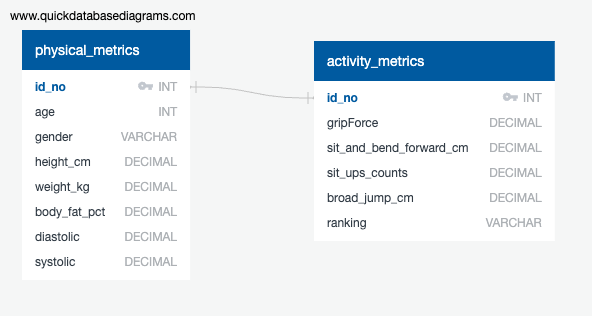 www.quickdatabasediagrams.com
physical_metrics
id_no INT
age INT
gender VARCHAR
height_cm DECIMAL
weight_kg DECIMAL
body_fat_pct DECIMAL
diastolic DECIMAL
systolic DECIMAL
activity_metrics
id_no INT
gripForce DECIMAL
sit_and_bend_forward_cm DECIMAL
sit_ups_counts DECIMAL
broad_jump_cm DECIMAL
ranking VARCHAR